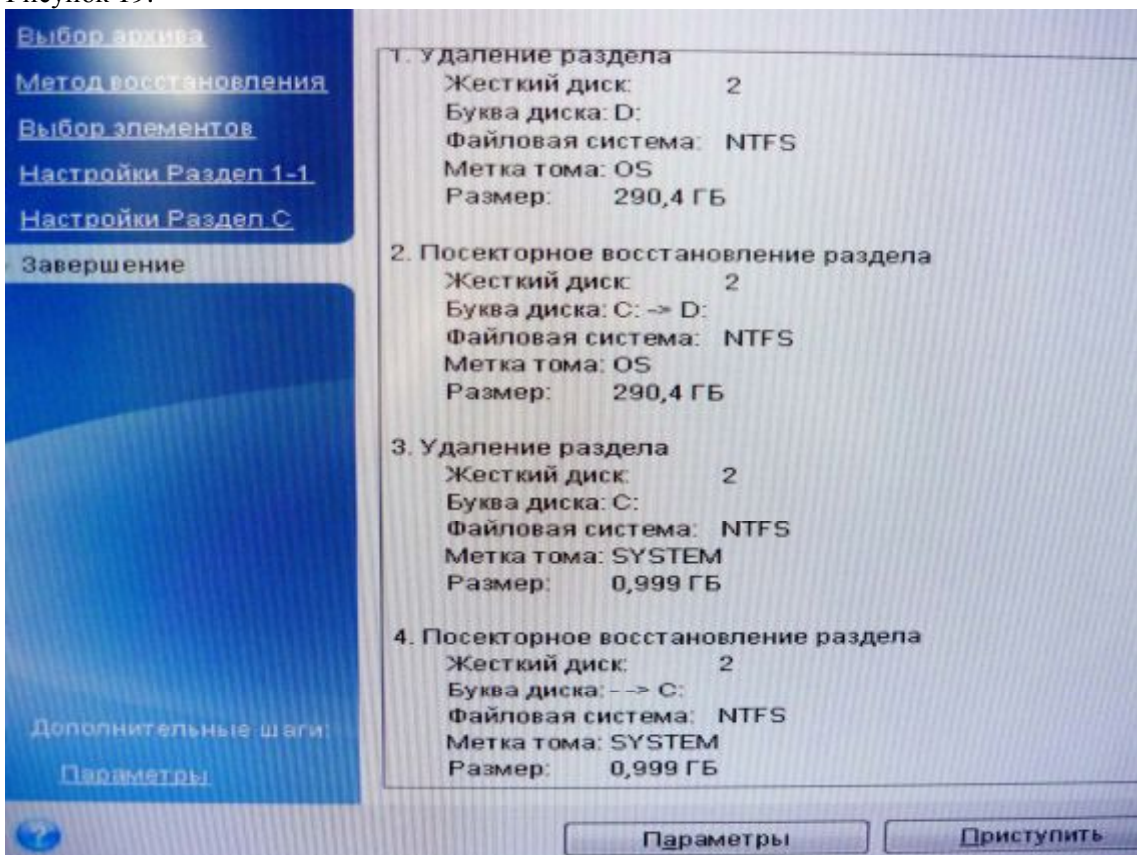 Рисунок 19.
Выбор архива
Метод восстановления
Выбор элементов
Настройки Раздел 1-1
Настройки Раздел C
Завершение
Дополнительные шаги:
Параметры
1. Удаление раздела
Жесткий диск: 2
Буква диска: D:
Файловая система: NTFS
Метка тома: OS
Размер: 290,4 ГБ
2. Посекторное восстановление раздела
Жесткий диск: 2
Буква диска: C: -> D:
Файловая система: NTFS
Метка тома: OS
Размер: 290,4 ГБ
3. Удаление раздела
Жесткий диск: 2
Буква диска: C:
Файловая система: NTFS
Метка тома: SYSTEM
Размер: 0,999 ГБ
4. Посекторное восстановление раздела
Жесткий диск: 2
Буква диска: - -> C:
Файловая система: NTFS
Метка тома: SYSTEM
Размер: 0,999 ГБ
?
Параметры
Приступить